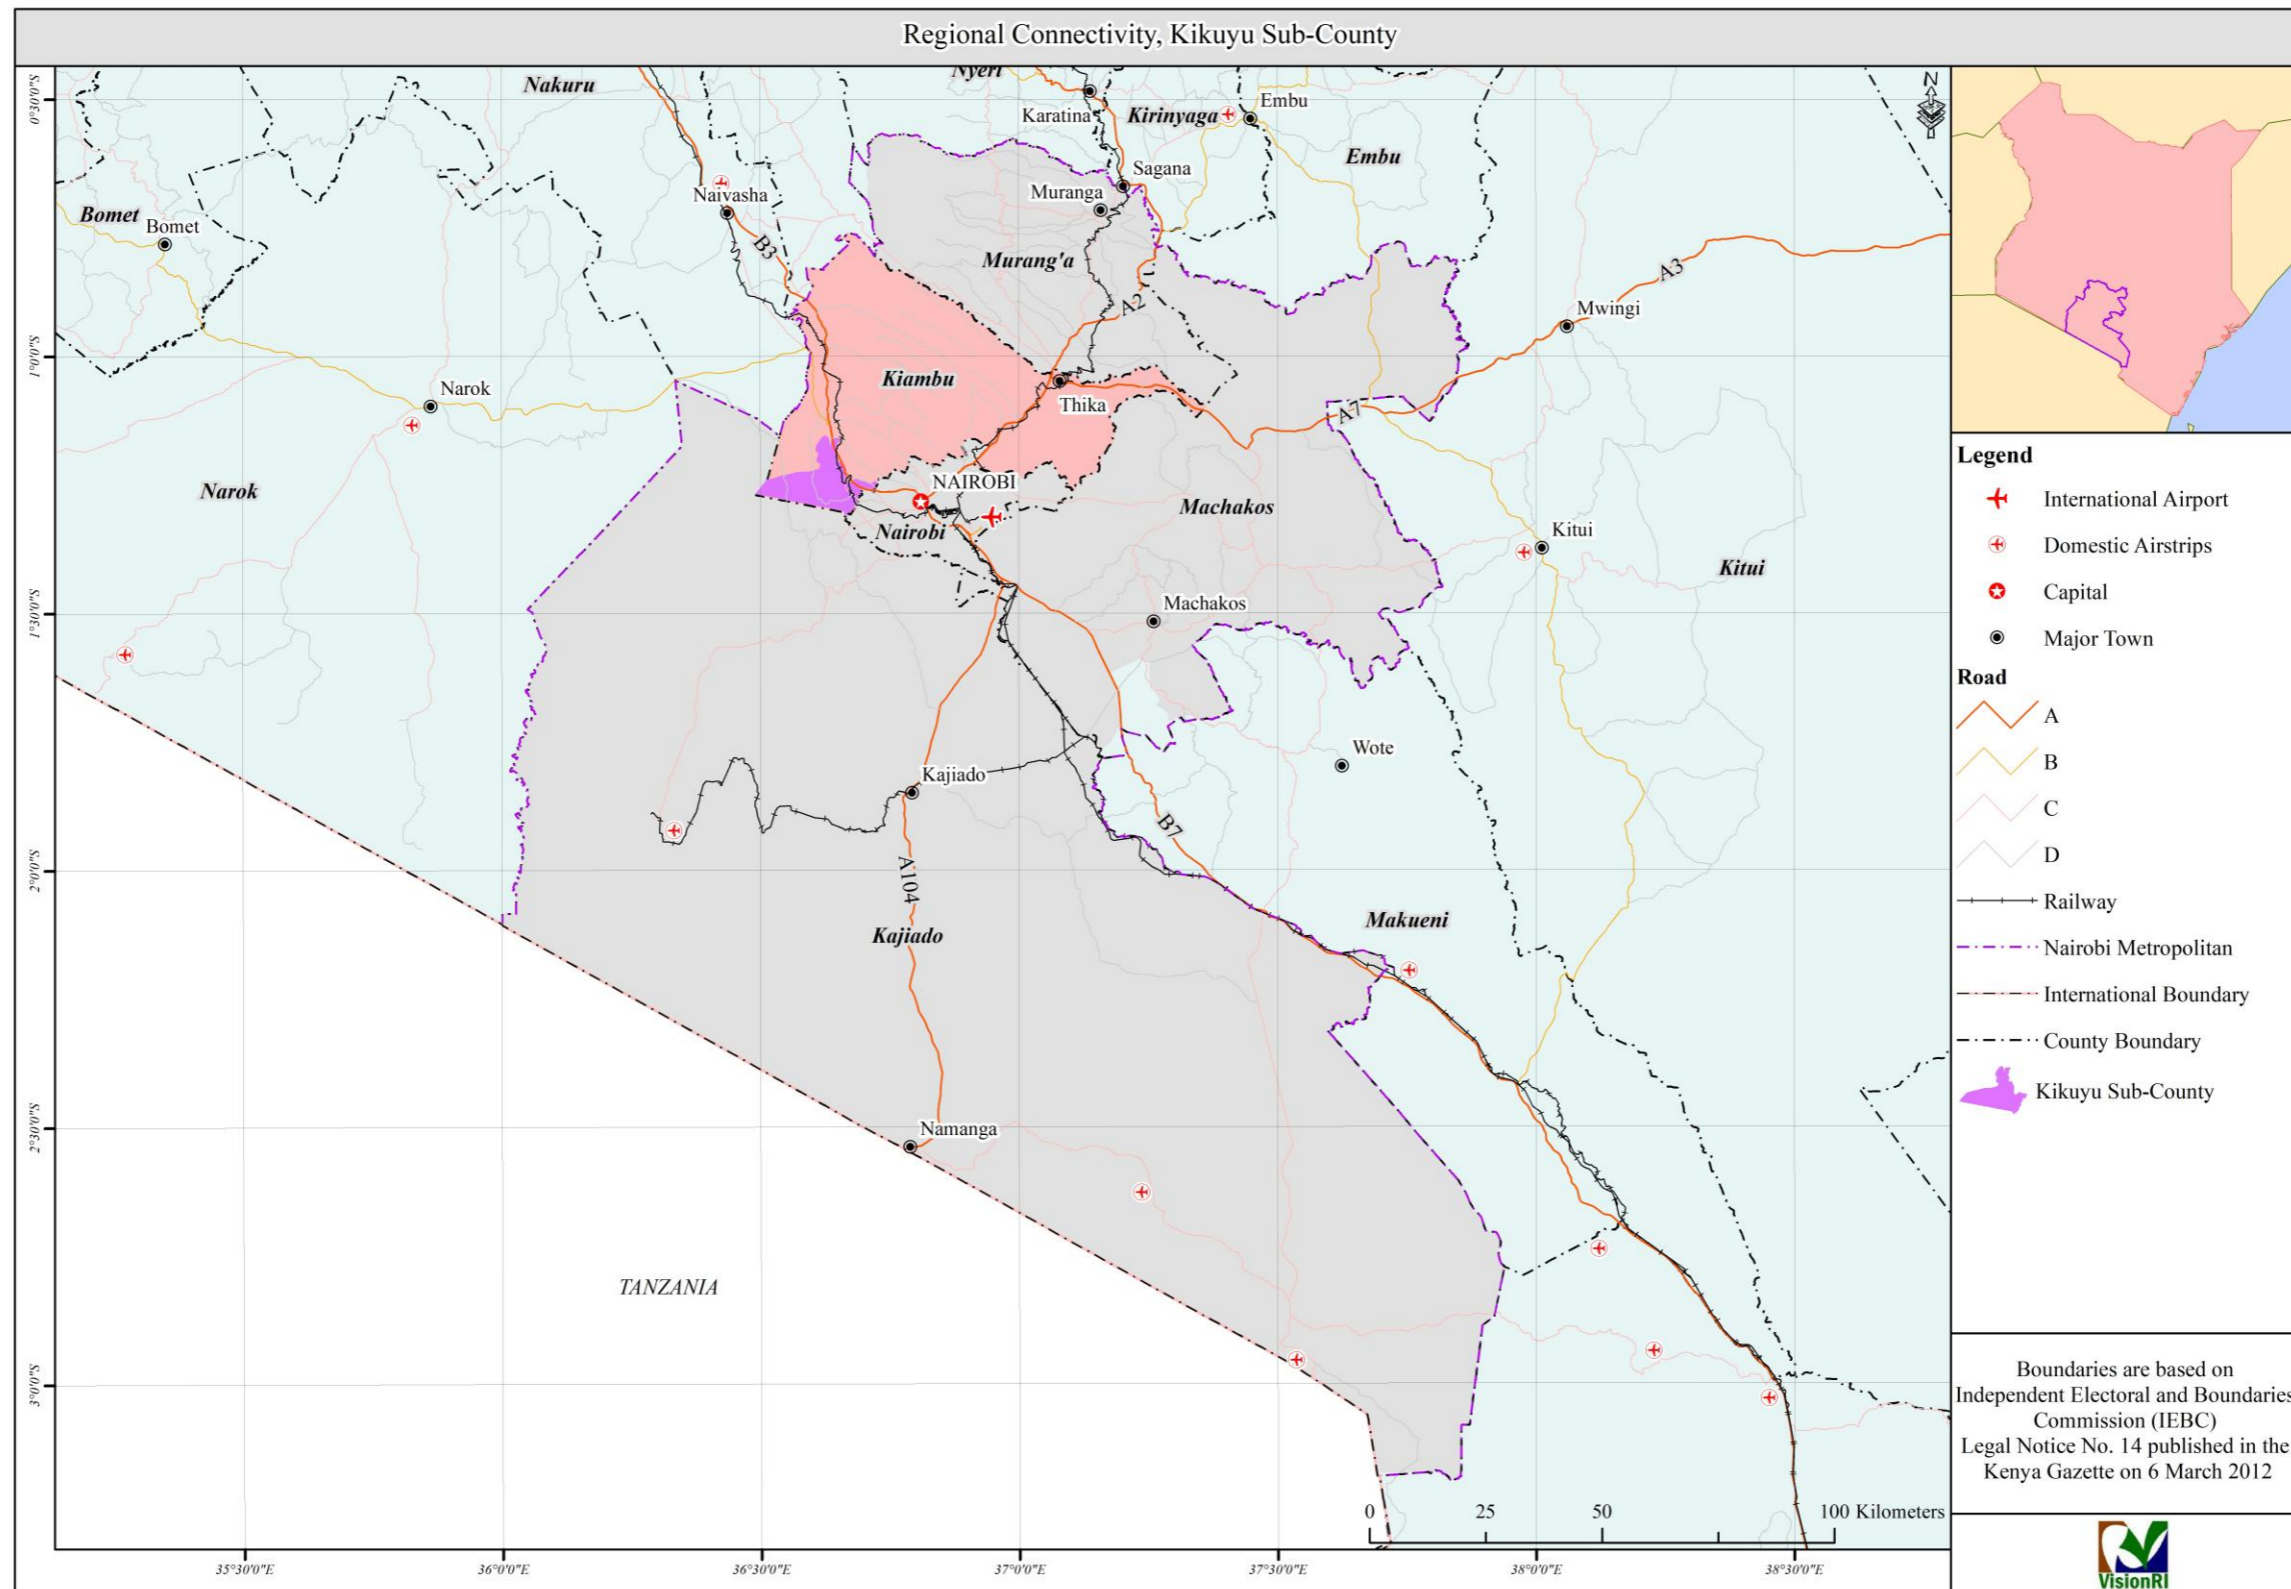 Regional Connectivity, Kikuyu Sub-County
Nyeri
Nakuru
N
Karatina
Kirinyaga
Embu
Embu
Sagana
Naivasha
Muranga
Bomet
Bomet
B3
Murang'a
A3
A2
Mwingi
Kiambu
Narok
Thika
A7
NAIROBI
Narok
Machakos
Nairobi
Kitui
Kitui
Machakos
Wote
Kajiado
B7
A104
Makueni
Kajiado
Namanga
TANZANIA
0°30'0"S
1°0'0"S
1°30'0"S
2°0'0"S
2°30'0"S
3°0'0"S
0 25 50 100 Kilometers
35°30'0"E 36°0'0"E 36°30'0"E 37°0'0"E 37°30'0"E 38°0'0"E 38°30'0"E
Legend
International Airport
Domestic Airstrips
Capital
Major Town
Road
A
B
C
D
Railway
Nairobi Metropolitan
International Boundary
County Boundary
Kikuyu Sub-County
Boundaries are based on
Independent Electoral and Boundaries
Commission (IEBC)
Legal Notice No. 14 published in the
Kenya Gazette on 6 March 2012
VisionRI